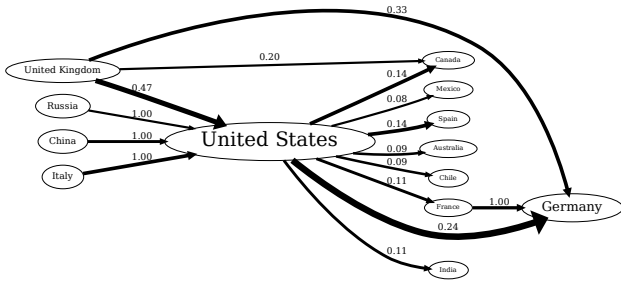 0.33
United Kingdom
0.20
Canada
0.47
0.14
Mexico
0.08
Russia
1.00
Spain
0.14
China
1.00
United States
Australia
0.09
Italy
1.00
0.09
Chile
0.11
France
1.00
Germany
0.24
0.11
India